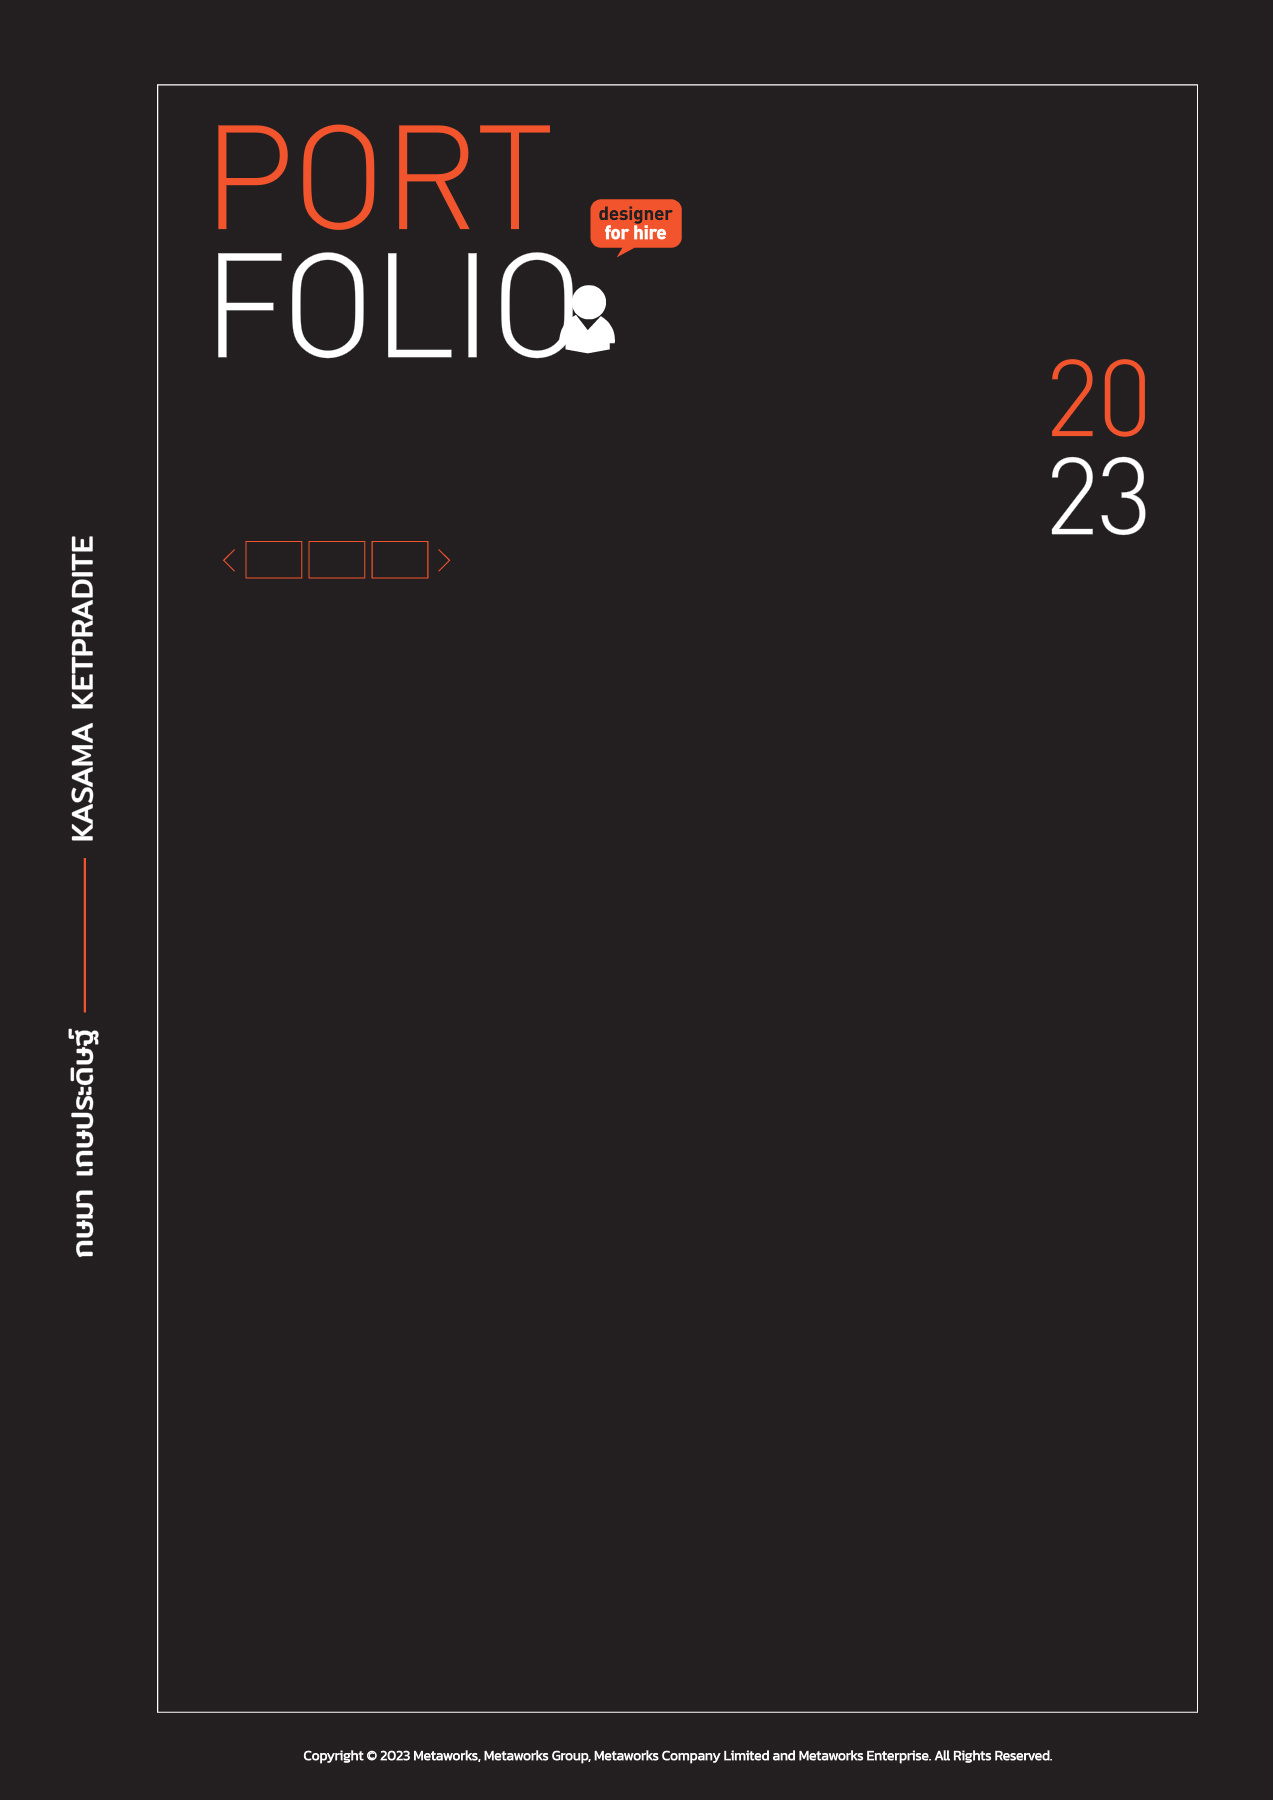 PORT
FOLIO
designer
for hire
20
23
KASAMA KETPRADITE
กษมา เกษประดิษฐ์
Copyright © 2023 Metaworks, Metaworks Group, Metaworks Company Limited and Metaworks Enterprise. All Rights Reserved.